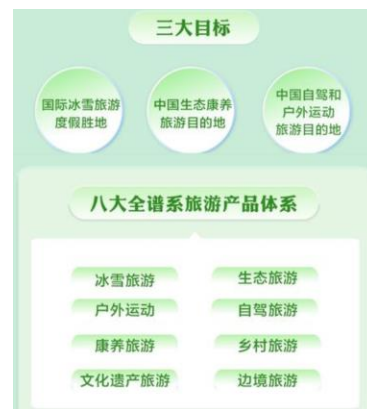 三大目标
国际冰雪旅游
度假胜地
中国生态康养
旅游目的地
中国自驾和
户外运动
旅游目的地
八大全谱系旅游产品体系
冰雪旅游
生态旅游
户外运动
自驾旅游
康养旅游
乡村旅游
文化遗产旅游
边境旅游